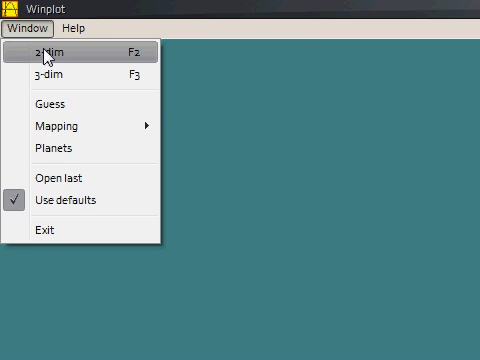 Winplot
Window Help
2-dim F2
3-dim F3
Guess
Mapping
Planets
Open last
✓ Use defaults
Exit